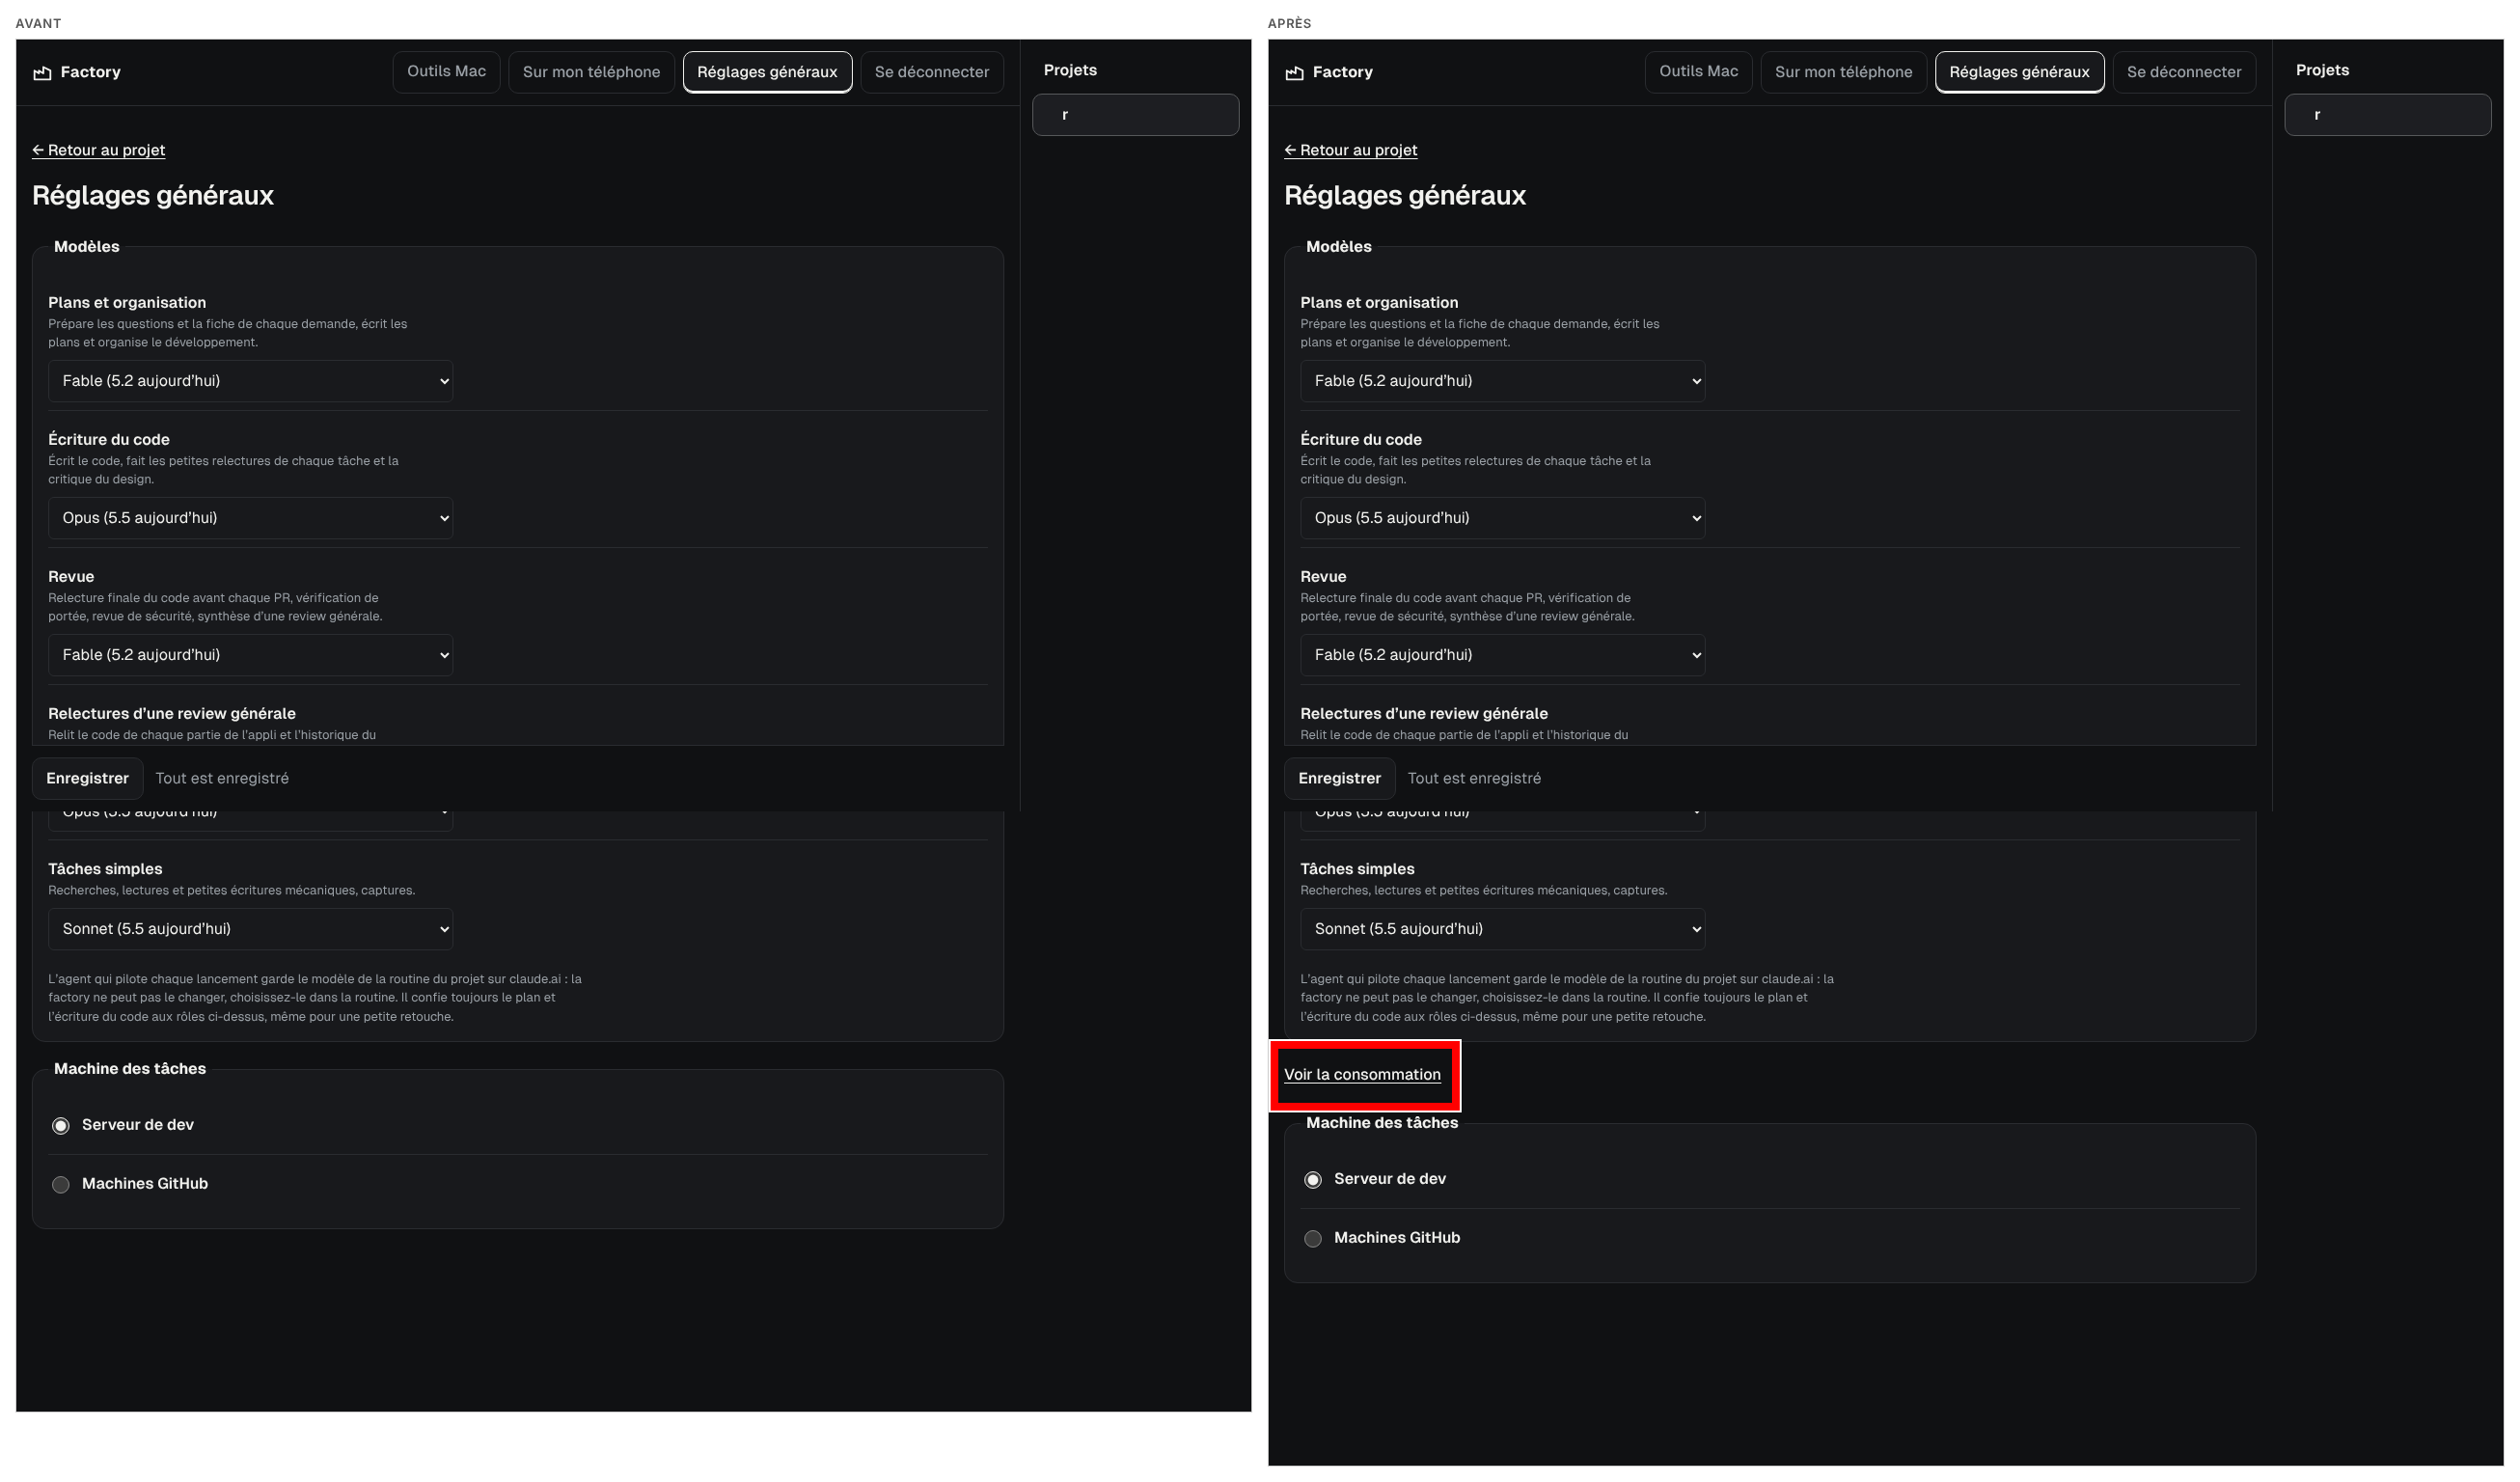 AVANT
Factory
Outils Mac
Sur mon téléphone
Réglages généraux
Se déconnecter
Projets
r
← Retour au projet
Réglages généraux
Modèles
Plans et organisation
Prépare les questions et la fiche de chaque demande, écrit les
plans et organise le développement.
Fable (5.2 aujourd’hui)
Écriture du code
Écrit le code, fait les petites relectures de chaque tâche et la
critique du design.
Opus (5.5 aujourd’hui)
Revue
Relecture finale du code avant chaque PR, vérification de
portée, revue de sécurité, synthèse d’une review générale.
Fable (5.2 aujourd’hui)
Relectures d’une review générale
Relit le code de chaque partie de l’appli et l’historique du
Enregistrer
Tout est enregistré
Opus (5.5 aujourd’hui)
Tâches simples
Recherches, lectures et petites écritures mécaniques, captures.
Sonnet (5.5 aujourd’hui)
L’agent qui pilote chaque lancement garde le modèle de la routine du projet sur claude.ai : la
factory ne peut pas le changer, choisissez-le dans la routine. Il confie toujours le plan et
l’écriture du code aux rôles ci-dessus, même pour une petite retouche.
Machine des tâches
Serveur de dev
Machines GitHub
APRÈS
Factory
Outils Mac
Sur mon téléphone
Réglages généraux
Se déconnecter
Projets
r
← Retour au projet
Réglages généraux
Modèles
Plans et organisation
Prépare les questions et la fiche de chaque demande, écrit les
plans et organise le développement.
Fable (5.2 aujourd’hui)
Écriture du code
Écrit le code, fait les petites relectures de chaque tâche et la
critique du design.
Opus (5.5 aujourd’hui)
Revue
Relecture finale du code avant chaque PR, vérification de
portée, revue de sécurité, synthèse d’une review générale.
Fable (5.2 aujourd’hui)
Relectures d’une review générale
Relit le code de chaque partie de l’appli et l’historique du
Enregistrer
Tout est enregistré
Opus (5.5 aujourd’hui)
Tâches simples
Recherches, lectures et petites écritures mécaniques, captures.
Sonnet (5.5 aujourd’hui)
L’agent qui pilote chaque lancement garde le modèle de la routine du projet sur claude.ai : la
factory ne peut pas le changer, choisissez-le dans la routine. Il confie toujours le plan et
l’écriture du code aux rôles ci-dessus, même pour une petite retouche.
Voir la consommation
Machine des tâches
Serveur de dev
Machines GitHub